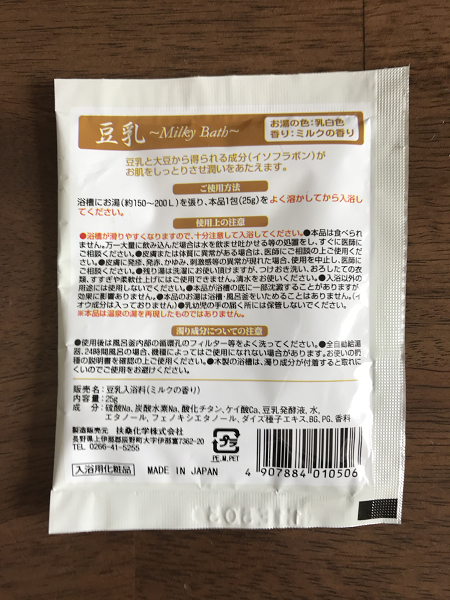 豆乳 ～Milky Bath～
お湯の色：乳白色
香り：ミルクの香り
豆乳と大豆から得られる成分(イソフラボン)が
お肌をしっとりさせ潤いをあたえます。
ご使用方法
浴槽にお湯(約150～200L)を張り、本品1包(25g)をよく溶かしてから入浴し
てください。
使用上の注意
●浴槽が滑りやすくなりますので、十分注意して入浴してください。●本品は食べられ
ません。万一大量に飲み込んだ場合は水を飲ませ吐かせる等の処置をし、すぐに医師に
ご相談ください。●皮膚または体質に異常がある場合は、医師にご相談の上ご使用く
ださい。●皮膚に発疹、発赤、かゆみ、刺激感等の異常が現れた場合、使用を中止し、医師
にご相談ください。●残り湯は洗濯にお使い頂けますが、つけおき洗い、おろしたての衣
類、すすぎや柔軟仕上げにはご使用できません。清水をお使いください。●入浴以外の
用途には使用しないでください。●本品が浴槽の底に一部沈澱することがありますが
効果に影響ありません。●本品のお湯は浴槽・風呂釜をいためることはありません。(イ
オウ成分は入っておりません)●乳幼児の手の届く所には保管しないでください。
※本品は温泉の湯を再現したものではありません。
濁り成分についての注意
●使用後は風呂釜内部の循環孔のフィルター等をよく洗ってください。●全自動給湯
器、24時間風呂の場合、機種によってはご使用になれない場合があります。お使いの機
種の説明書を確認の上ご使用ください。●木製の浴槽は、濁り成分が付着すると取れに
くいのでご使用をお避けください。
販売名：豆乳入浴料(ミルクの香り)
内容量：25g
成　分：硫酸Na、炭酸水素Na、酸化チタン、ケイ酸Ca、豆乳発酵液、水、
エタノール、フェノキシエタノール、ダイズ種子エキス、BG、PG、香料
製造販売元　扶桑化学株式会社
長野県上伊那郡辰野町大字伊那富7362-20
TEL 0266-41-5255
入浴用化粧品
MADE IN JAPAN
プラ
PE,M,PET
4 907884 010506